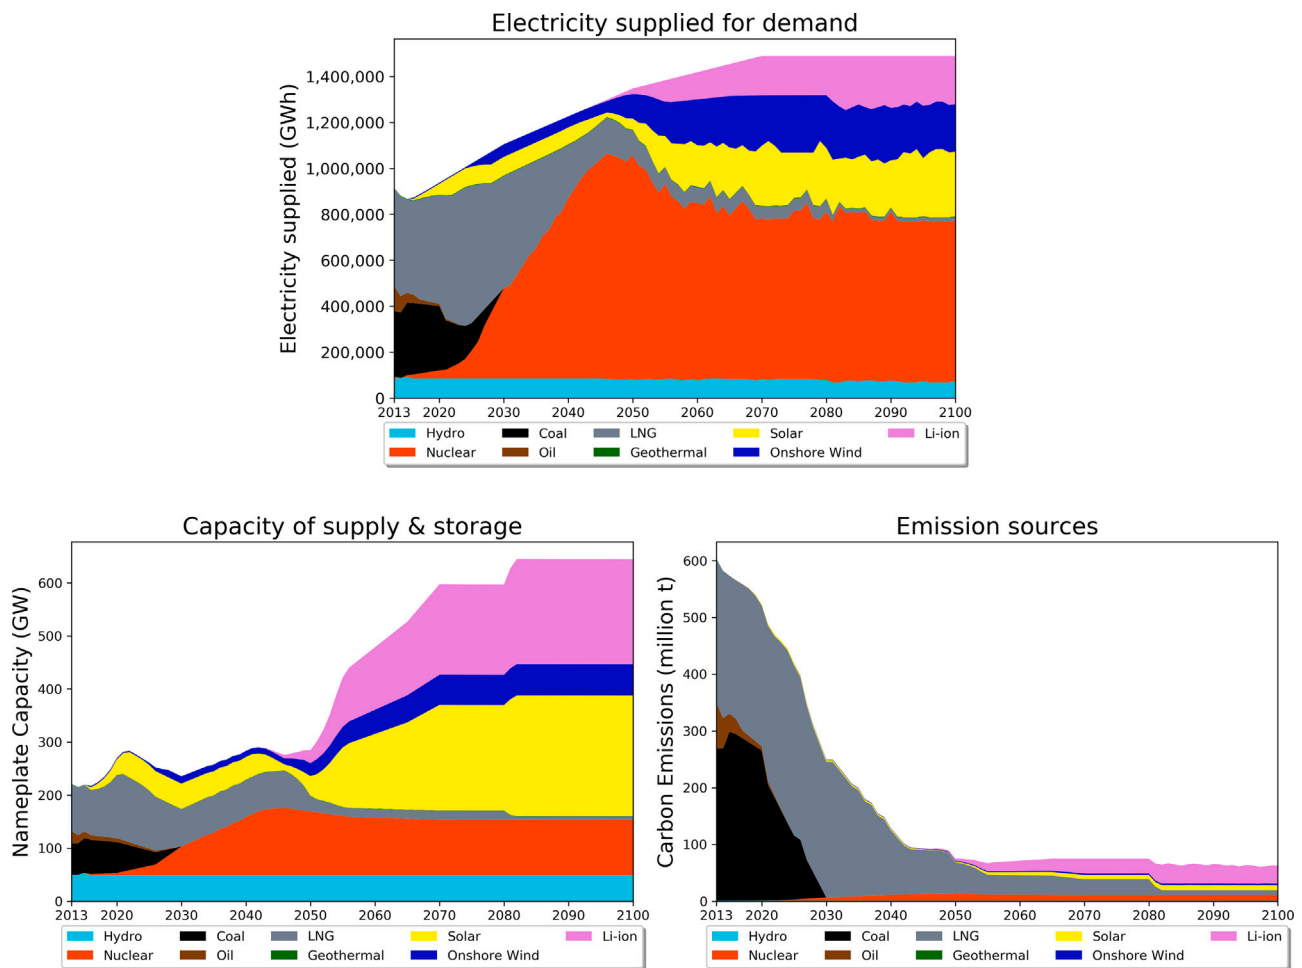 Electricity supplied for demand
Electricity supplied (GWh)
1,400,000
1,200,000
1,000,000
800,000
600,000
400,000
200,000
0
2013 2020 2030 2040 2050 2060 2070 2080 2090 2100
Hydro Coal LNG Solar Li-ion
Nuclear Oil Geothermal Onshore Wind
Capacity of supply & storage
Nameplate Capacity (GW)
600
500
400
300
200
100
0
2013 2020 2030 2040 2050 2060 2070 2080 2090 2100
Hydro Coal LNG Solar Li-ion
Nuclear Oil Geothermal Onshore Wind
Emission sources
Carbon Emissions (million t)
600
500
400
300
200
100
0
2013 2020 2030 2040 2050 2060 2070 2080 2090 2100
Hydro Coal LNG Solar Li-ion
Nuclear Oil Geothermal Onshore Wind